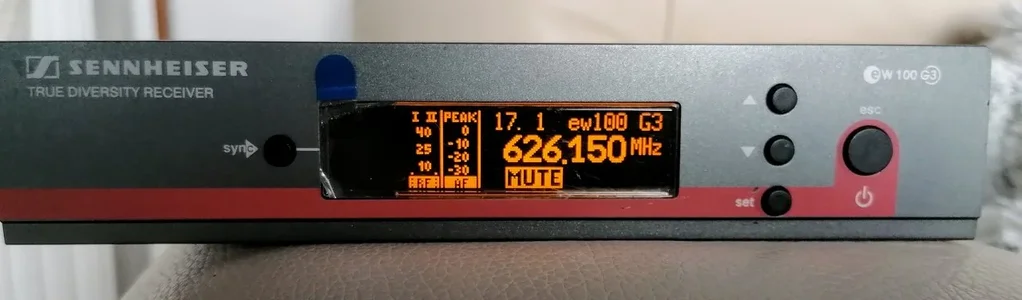 SENNHEISER
TRUE DIVERSITY RECEIVER
sync
I II PEAK
40 0
25 -10
10 -20
-30
RF AF
17. 1 ew100 G3
626.150 MHz
MUTE
set
ew 100 G3
esc